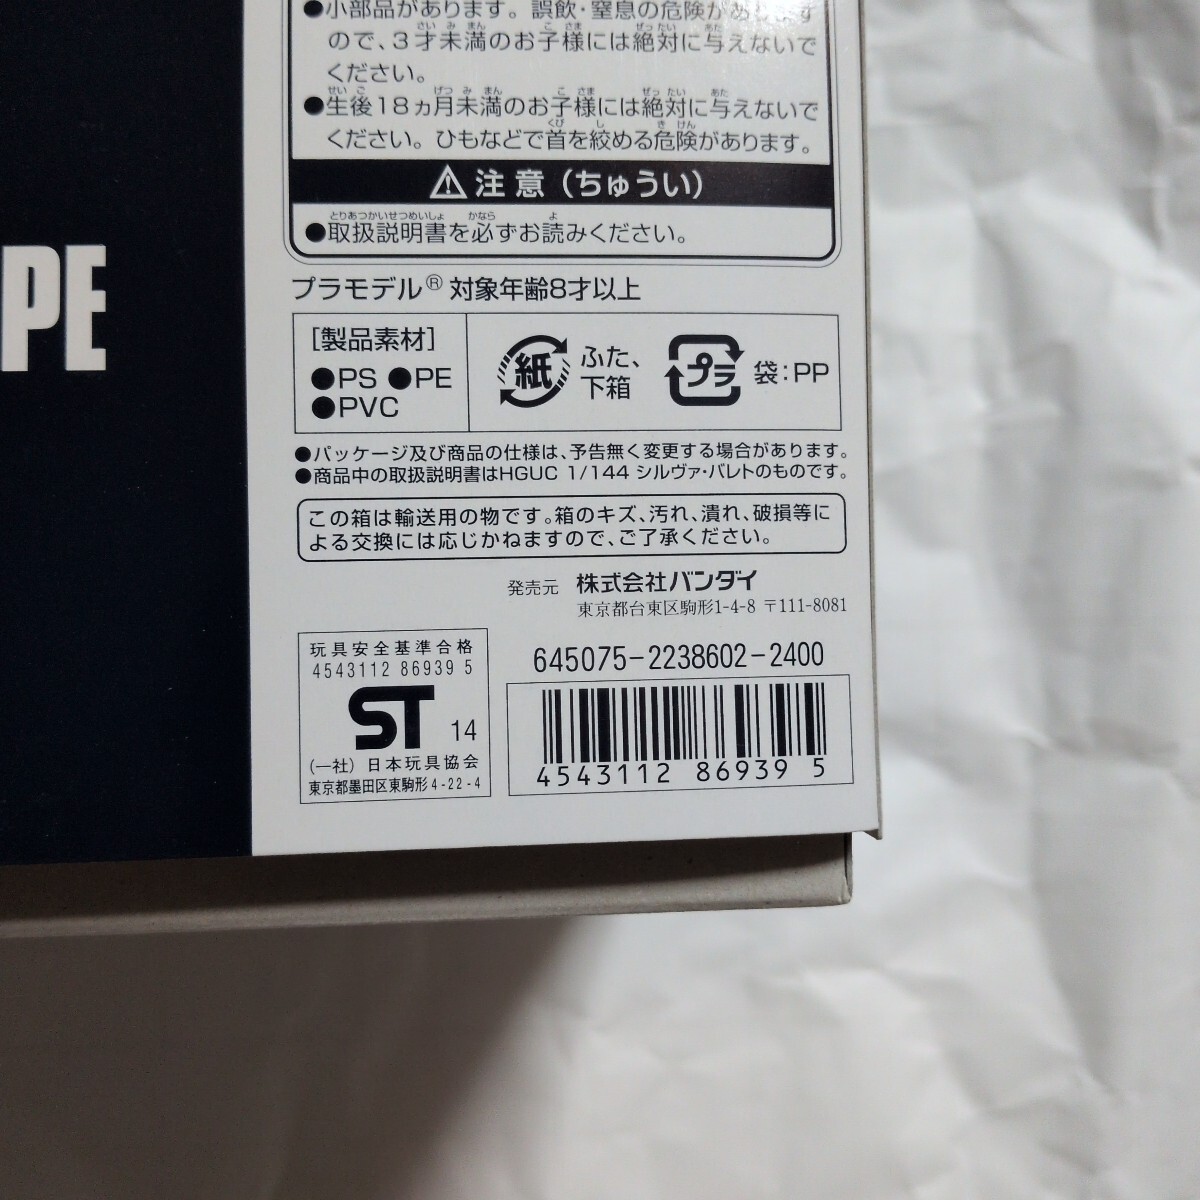 ●小部品があります。誤飲・窒息の危険があります
ので、3才未満のお子様には絶対に与えないで
ください。
●生後18ヵ月未満のお子様には絶対に与えないで
ください。ひもなどで首を絞める危険があります。
⚠注意(ちゅうい)
●取扱説明書を必ずお読みください。
PE
プラモデル® 対象年齢8才以上
[製品素材]
●PS ●PE
●PVC
紙 ふた、
下箱
プラ 袋:PP
●パッケージ及び商品の仕様は、予告無く変更する場合があります。
●商品中の取扱説明書はHGUC 1/144 シルヴァ・バレトのものです。
この箱は輸送用の物です。箱のキズ、汚れ、潰れ、破損等に
よる交換には応じかねますので、ご了承ください。
発売元 株式会社バンダイ
東京都台東区駒形1-4-8 〒111-8081
玩具安全基準合格
4543112 86939 5
ST 14
(一社)日本玩具協会
東京都墨田区東駒形4-22-4
645075-2238602-2400
4543112 86939 5